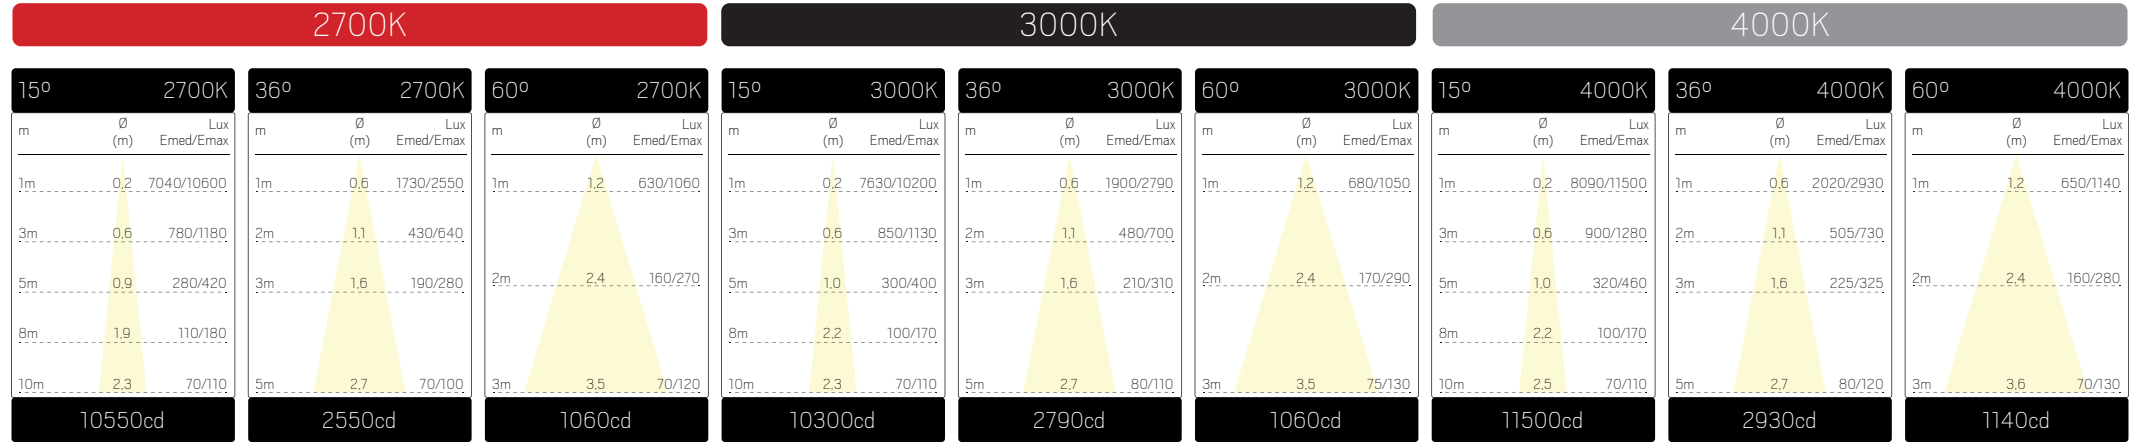 2700K
3000K
4000K
15º 2700K
m Ø (m) Lux Emed/Emax
1m 0,2 7040/10600
3m 0,6 780/1180
5m 0,9 280/420
8m 1,9 110/180
10m 2,3 70/110
10550cd
36º 2700K
m Ø (m) Lux Emed/Emax
1m 0,6 1730/2550
2m 1,1 430/640
3m 1,6 190/280
5m 2,7 70/100
2550cd
60º 2700K
m Ø (m) Lux Emed/Emax
1m 1,2 630/1060
2m 2,4 160/270
3m 3,5 70/120
1060cd
15º 3000K
m Ø (m) Lux Emed/Emax
1m 0,2 7630/10200
3m 0,6 850/1130
5m 1,0 300/400
8m 2,2 100/170
10m 2,3 70/110
10300cd
36º 3000K
m Ø (m) Lux Emed/Emax
1m 0,6 1900/2790
2m 1,1 480/700
3m 1,6 210/310
5m 2,7 80/110
2790cd
60º 3000K
m Ø (m) Lux Emed/Emax
1m 1,2 680/1050
2m 2,4 170/290
3m 3,5 75/130
1060cd
15º 4000K
m Ø (m) Lux Emed/Emax
1m 0,2 8090/11500
3m 0,6 900/1280
5m 1,0 320/460
8m 2,2 100/170
10m 2,5 70/110
11500cd
36º 4000K
m Ø (m) Lux Emed/Emax
1m 0,6 2020/2930
2m 1,1 505/730
3m 1,6 225/325
5m 2,7 80/120
2930cd
60º 4000K
m Ø (m) Lux Emed/Emax
1m 1,2 650/1140
2m 2,4 160/280
3m 3,6 70/130
1140cd